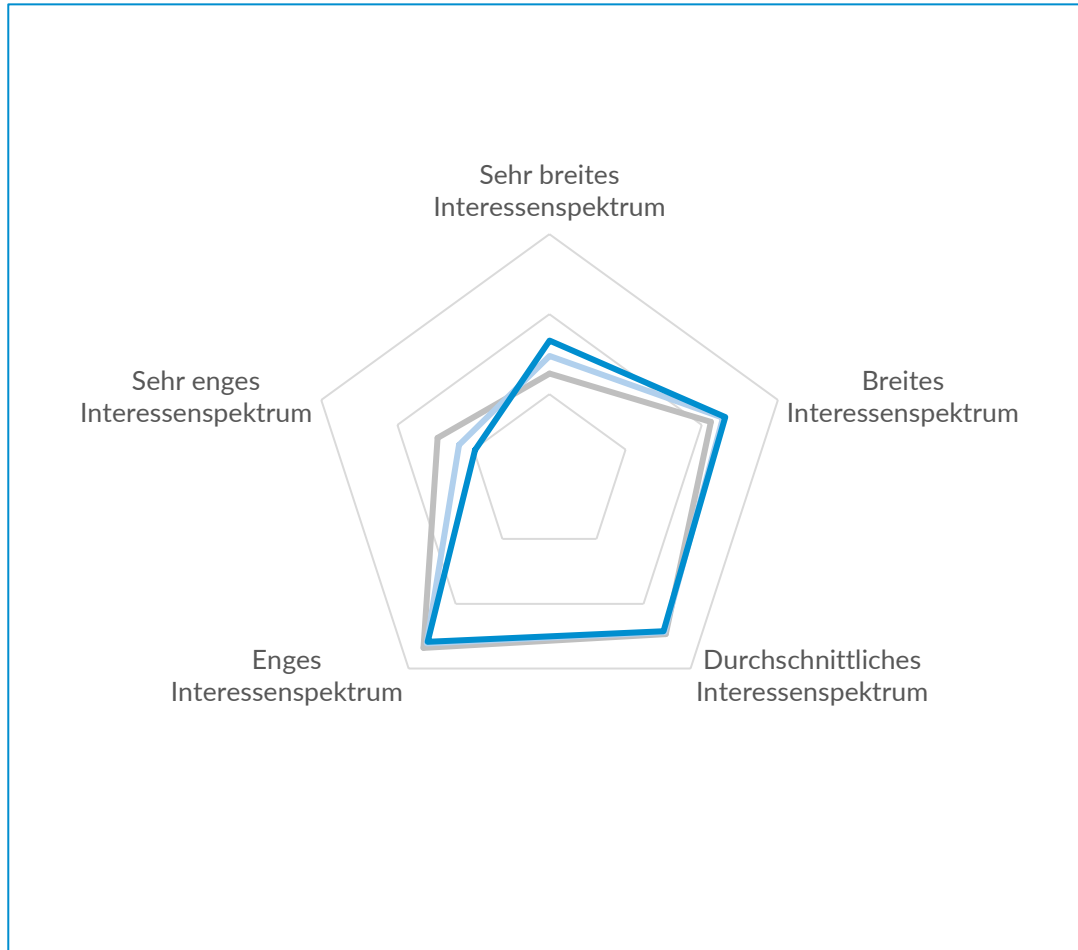 Sehr breites
Interessenspektrum
Breites
Interessenspektrum
Durchschnittliches
Interessenspektrum
Enges
Interessenspektrum
Sehr enges
Interessenspektrum